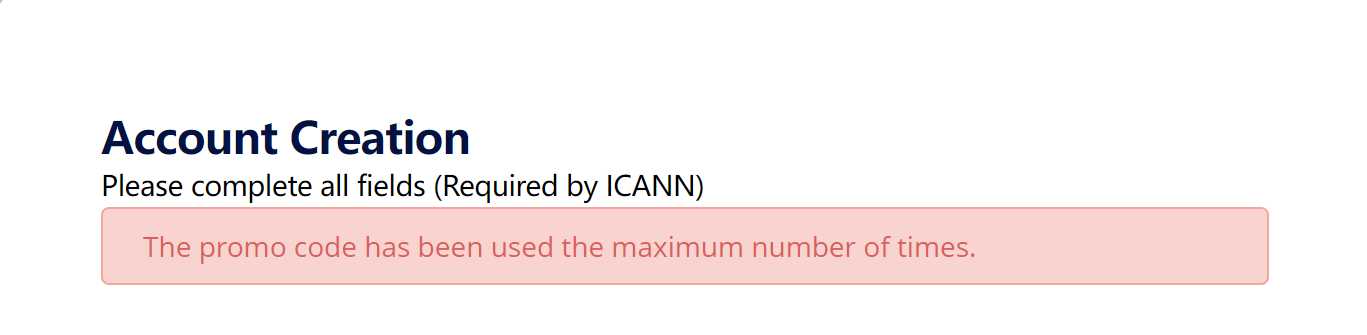 Account Creation
Please complete all fields (Required by ICANN)
The promo code has been used the maximum number of times.